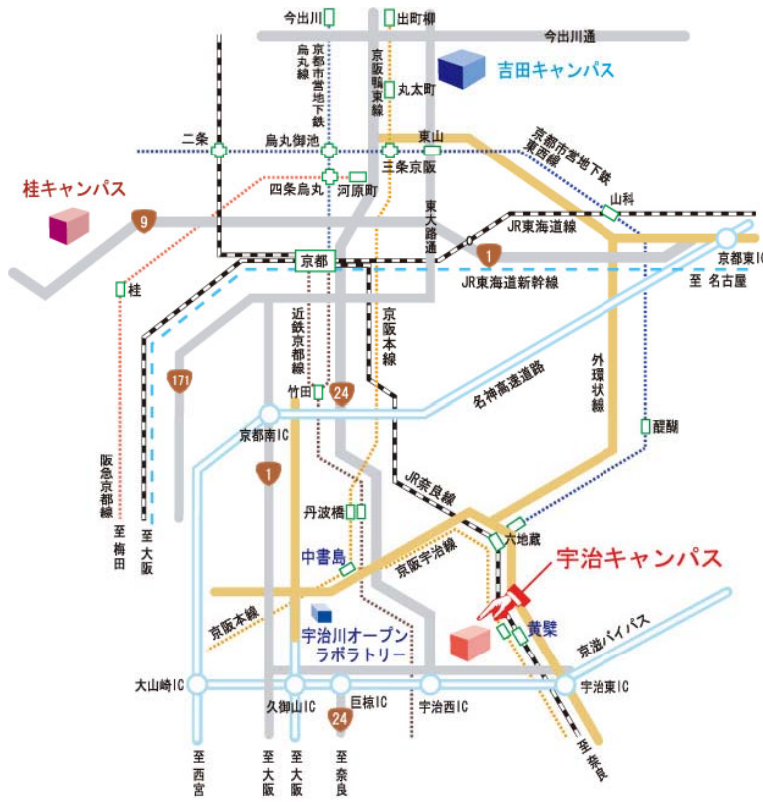 今出川
出町柳
今出川通
京都市営地下鉄
烏丸線
京阪鴨東線
丸太町
吉田キャンパス
二条
烏丸御池
東山
三条京阪
京都市営地下鉄
東西線
四条烏丸
河原町
山科
桂キャンパス
9
東大路通
JR東海道線
京都
1
京都東IC
至 名古屋
JR東海道新幹線
桂
近鉄京都線
京阪本線
外環状線
名神高速道路
171
竹田
24
京都南IC
醍醐
阪急京都線
至梅田
至大阪
1
JR奈良線
丹波橋
六地蔵
中書島
京阪宇治線
宇治キャンパス
京阪本線
宇治川オープン
ラボラトリー
黄檗
京滋バイパス
大山崎IC
久御山IC
巨椋IC
宇治西IC
宇治東IC
24
至西宮
至大阪
至大阪
至奈良
至奈良